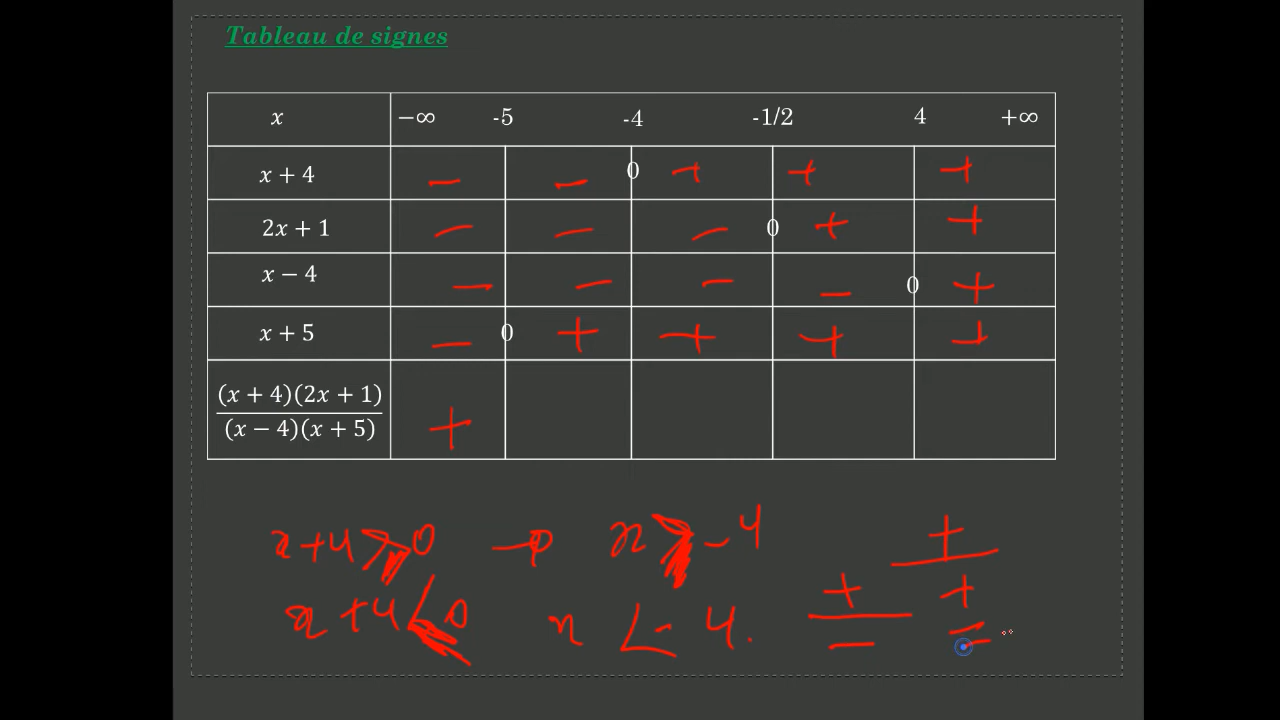 Tableau de signes
x −∞ -5 -4 -1/2 4 +∞
x + 4 − − 0 + + +
2x + 1 − − − 0 + +
x − 4 − − − − 0 +
x + 5 − 0 + + + +
(x + 4)(2x + 1)
(x − 4)(x + 5) +
x+4 > 0 → x > -4 +
x+4 < 0 x < -4. + +
− =